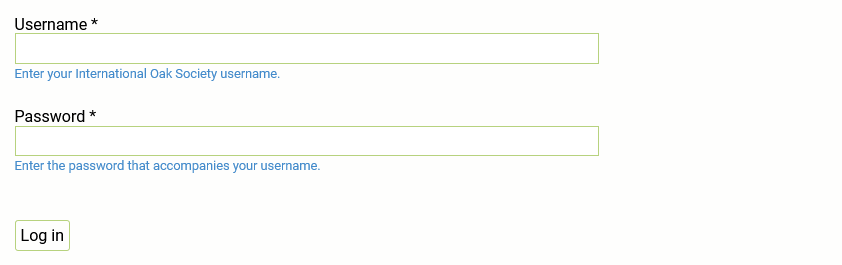 Username *
Enter your International Oak Society username.
Password *
Enter the password that accompanies your username.
Log in